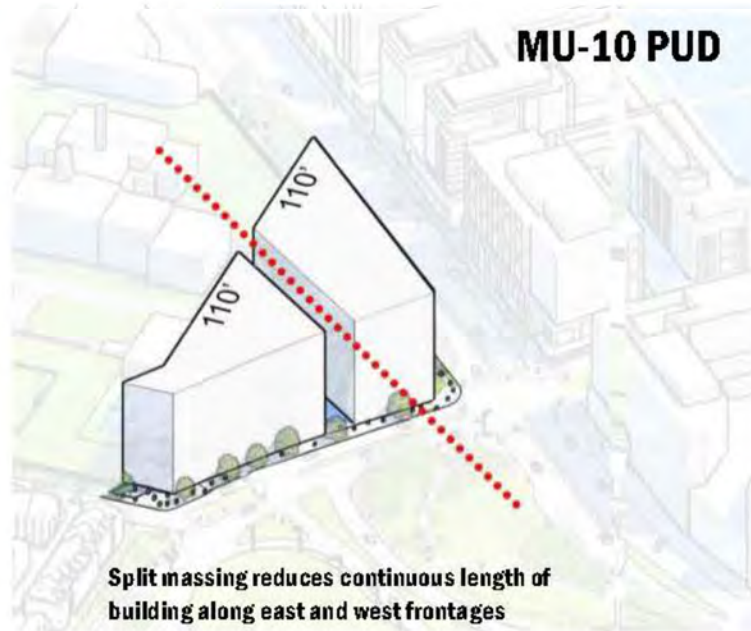 MU-10 PUD
110'
110'
Split massing reduces continuous length of
building along east and west frontages